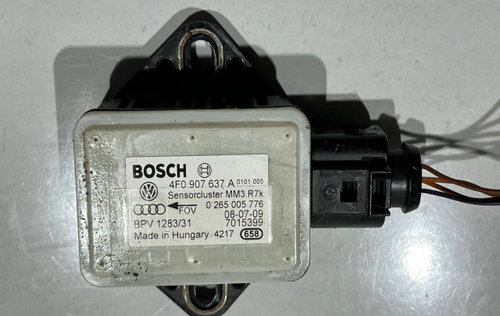 BOSCH
4F0 907 637 A 0101 005
Sensorcluster MM3.R7k
FOV 0 265 005 776
08-07-09
BPV 1283/31 7015399
Made in Hungary 4217 658